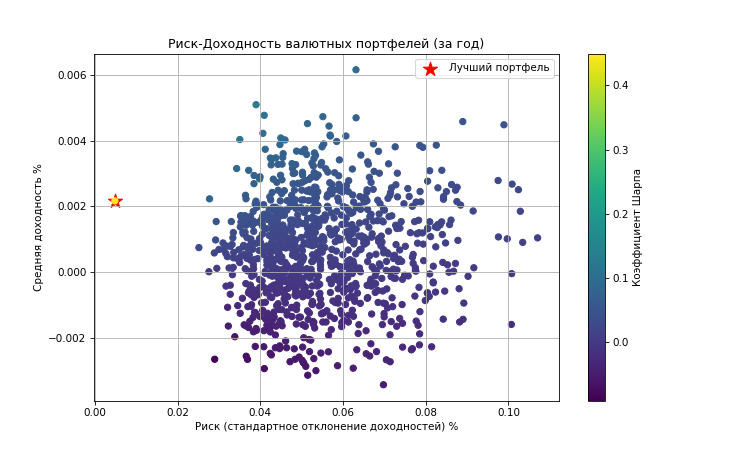 Риск-Доходность валютных портфелей (за год)
Лучший портфель
0.006
0.004
0.002
0.000
−0.002
Средняя доходность %
0.00 0.02 0.04 0.06 0.08 0.10
Риск (стандартное отклонение доходностей) %
0.4
0.3
0.2
0.1
0.0
Коэффициент Шарпа